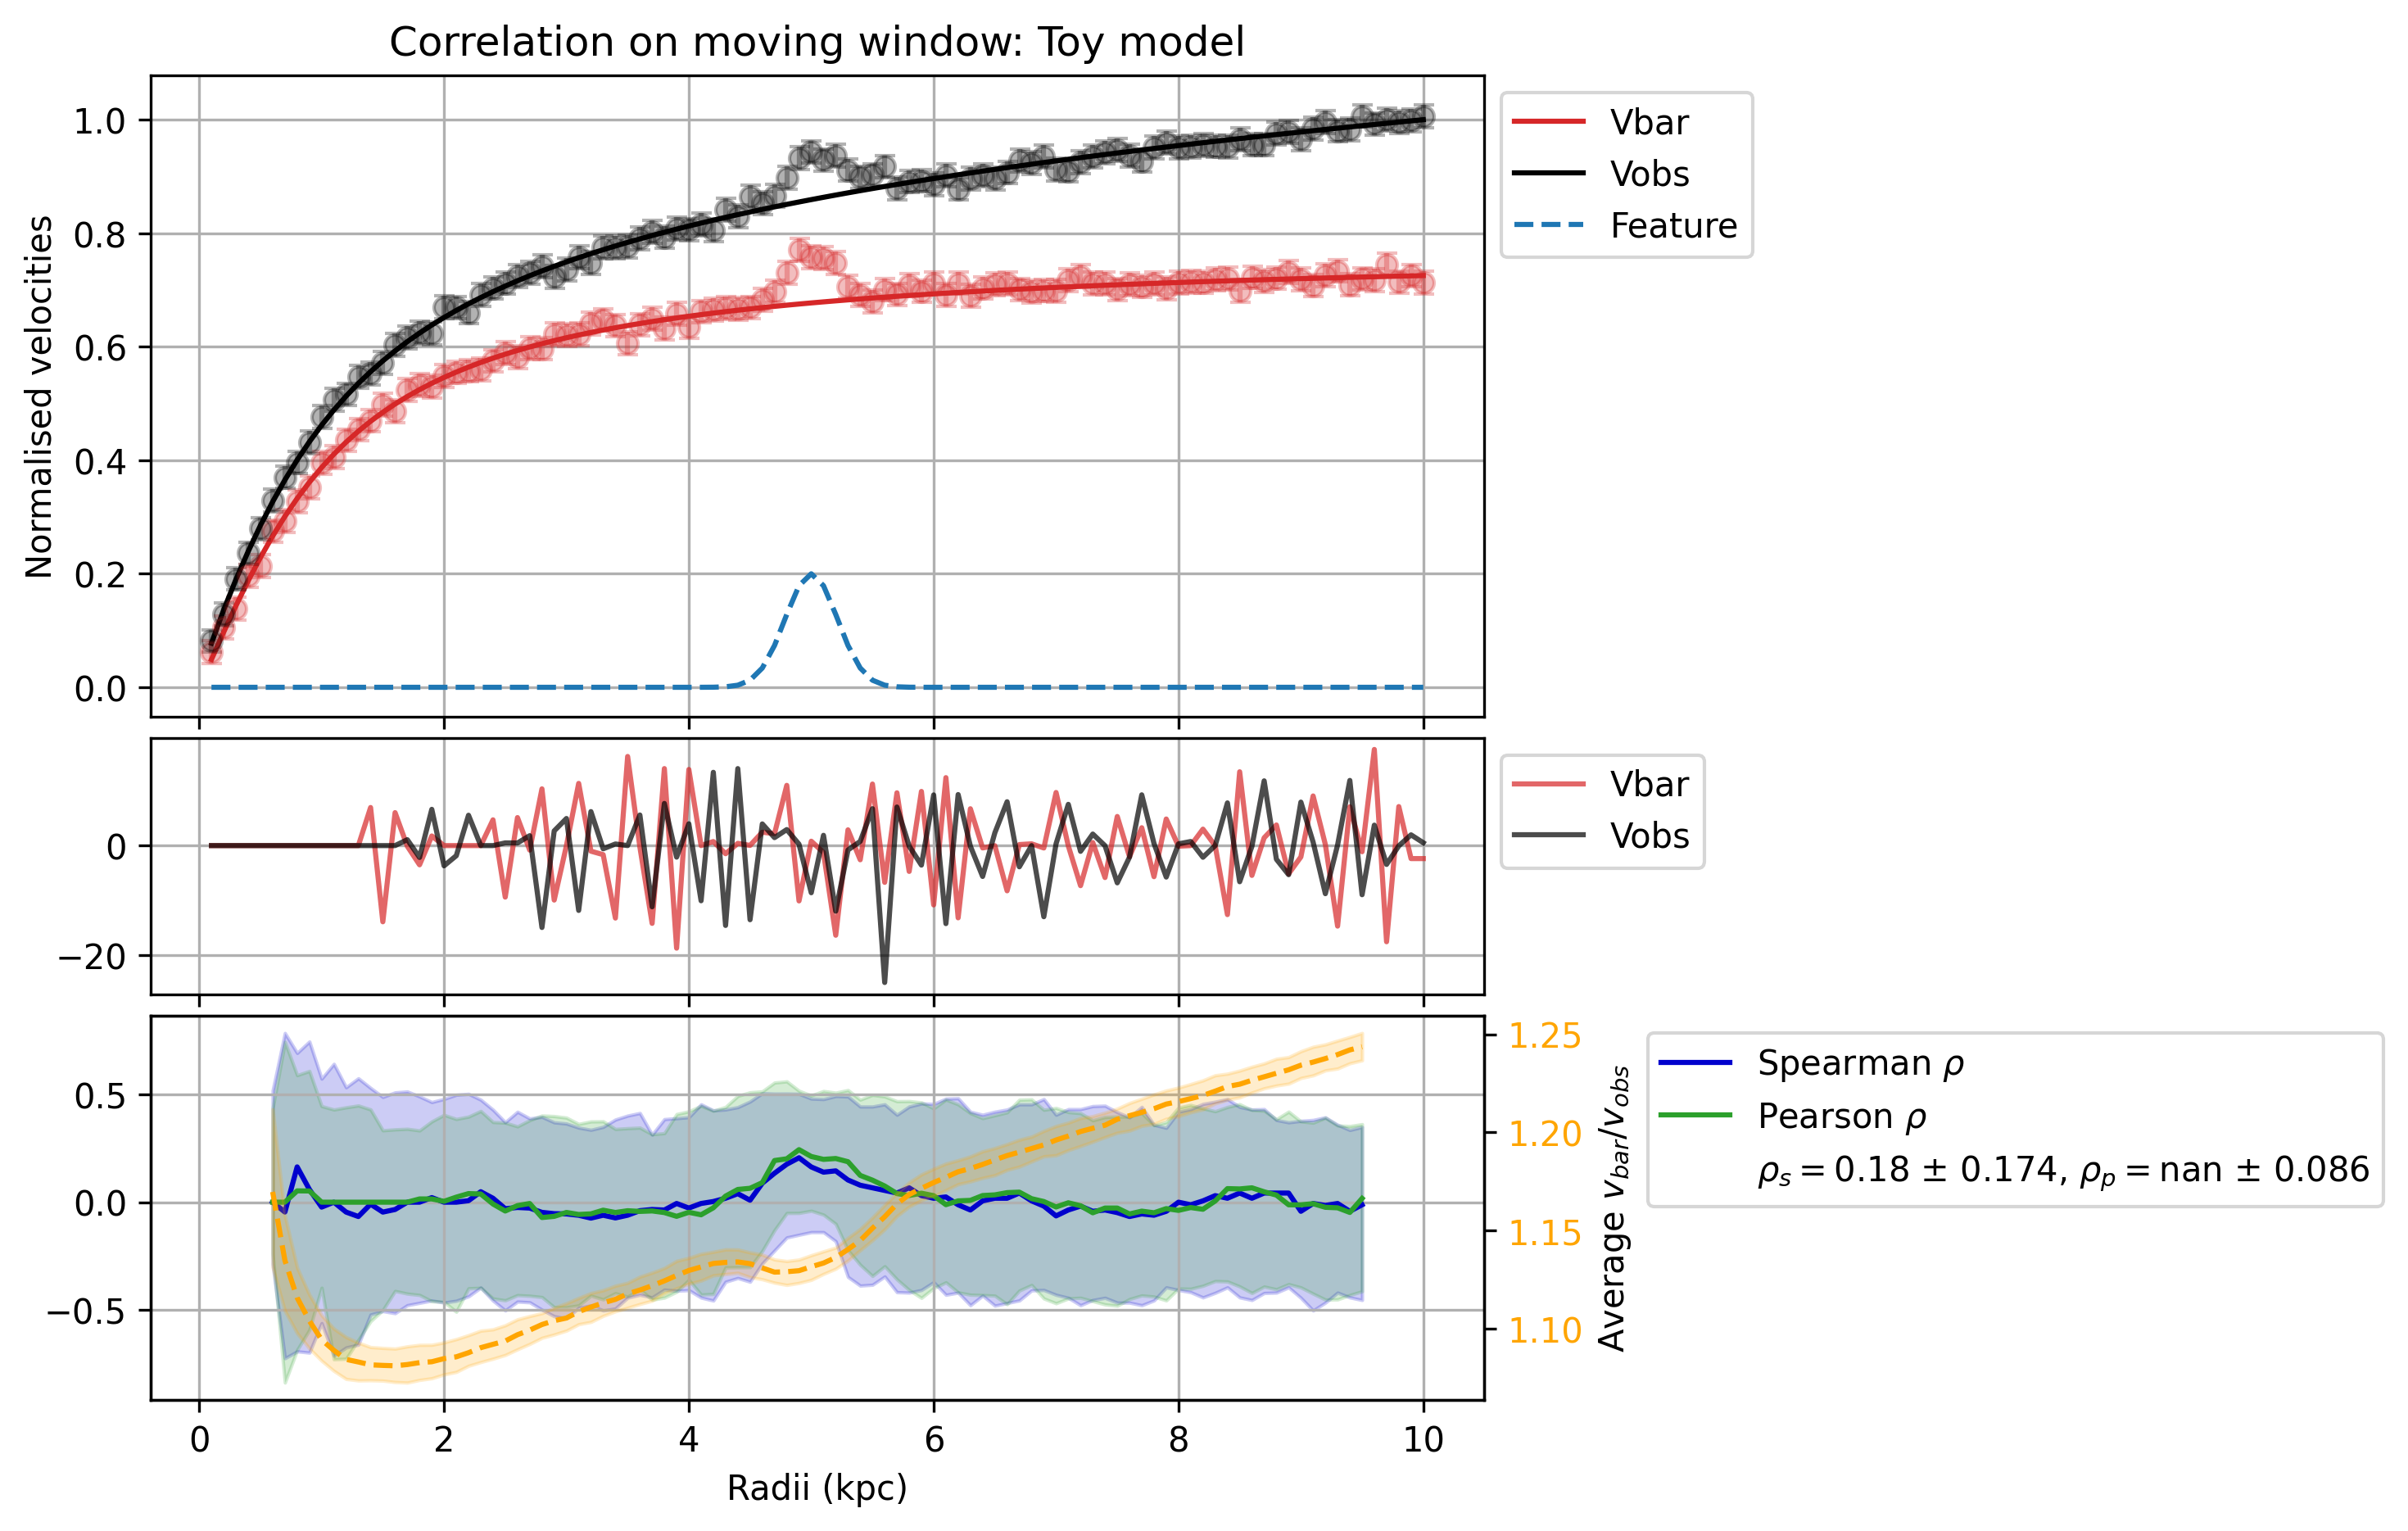 Correlation on moving window: Toy model
Normalised velocities
1.0
0.8
0.6
0.4
0.2
0.0
Vbar
Vobs
Feature
0
−20
Vbar
Vobs
0.5
0.0
−0.5
1.25
1.20
1.15
1.10
Average v_bar/v_obs
Spearman ρ
Pearson ρ
ρ_s = 0.18 ± 0.174, ρ_p = nan ± 0.086
0 2 4 6 8 10
Radii (kpc)